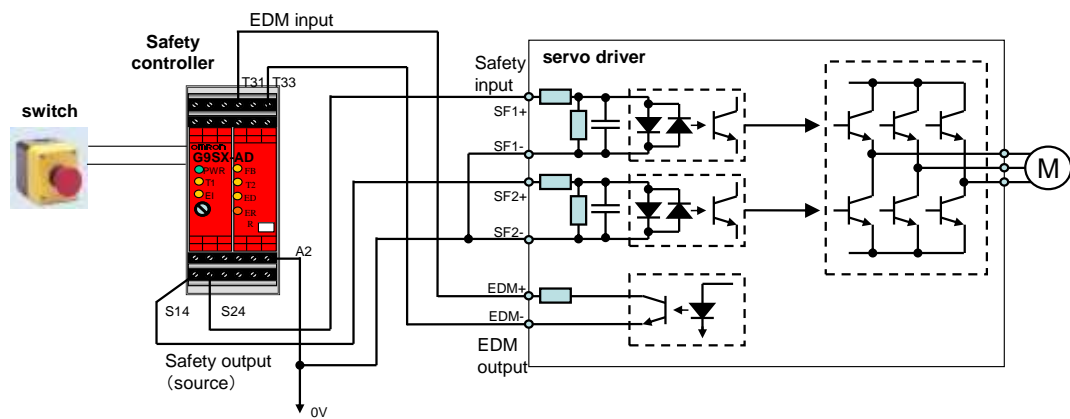 EDM input
Safety
controller
servo driver
Safety
input
T31
T33
switch
SF1+
OMRON
G9SX-AD
PWR
FB
T1
T2
EI
ED
ER
R
SF1-
SF2+
SF2-
A2
M
EDM+
S14
S24
EDM-
EDM
output
Safety output
(source）
0V